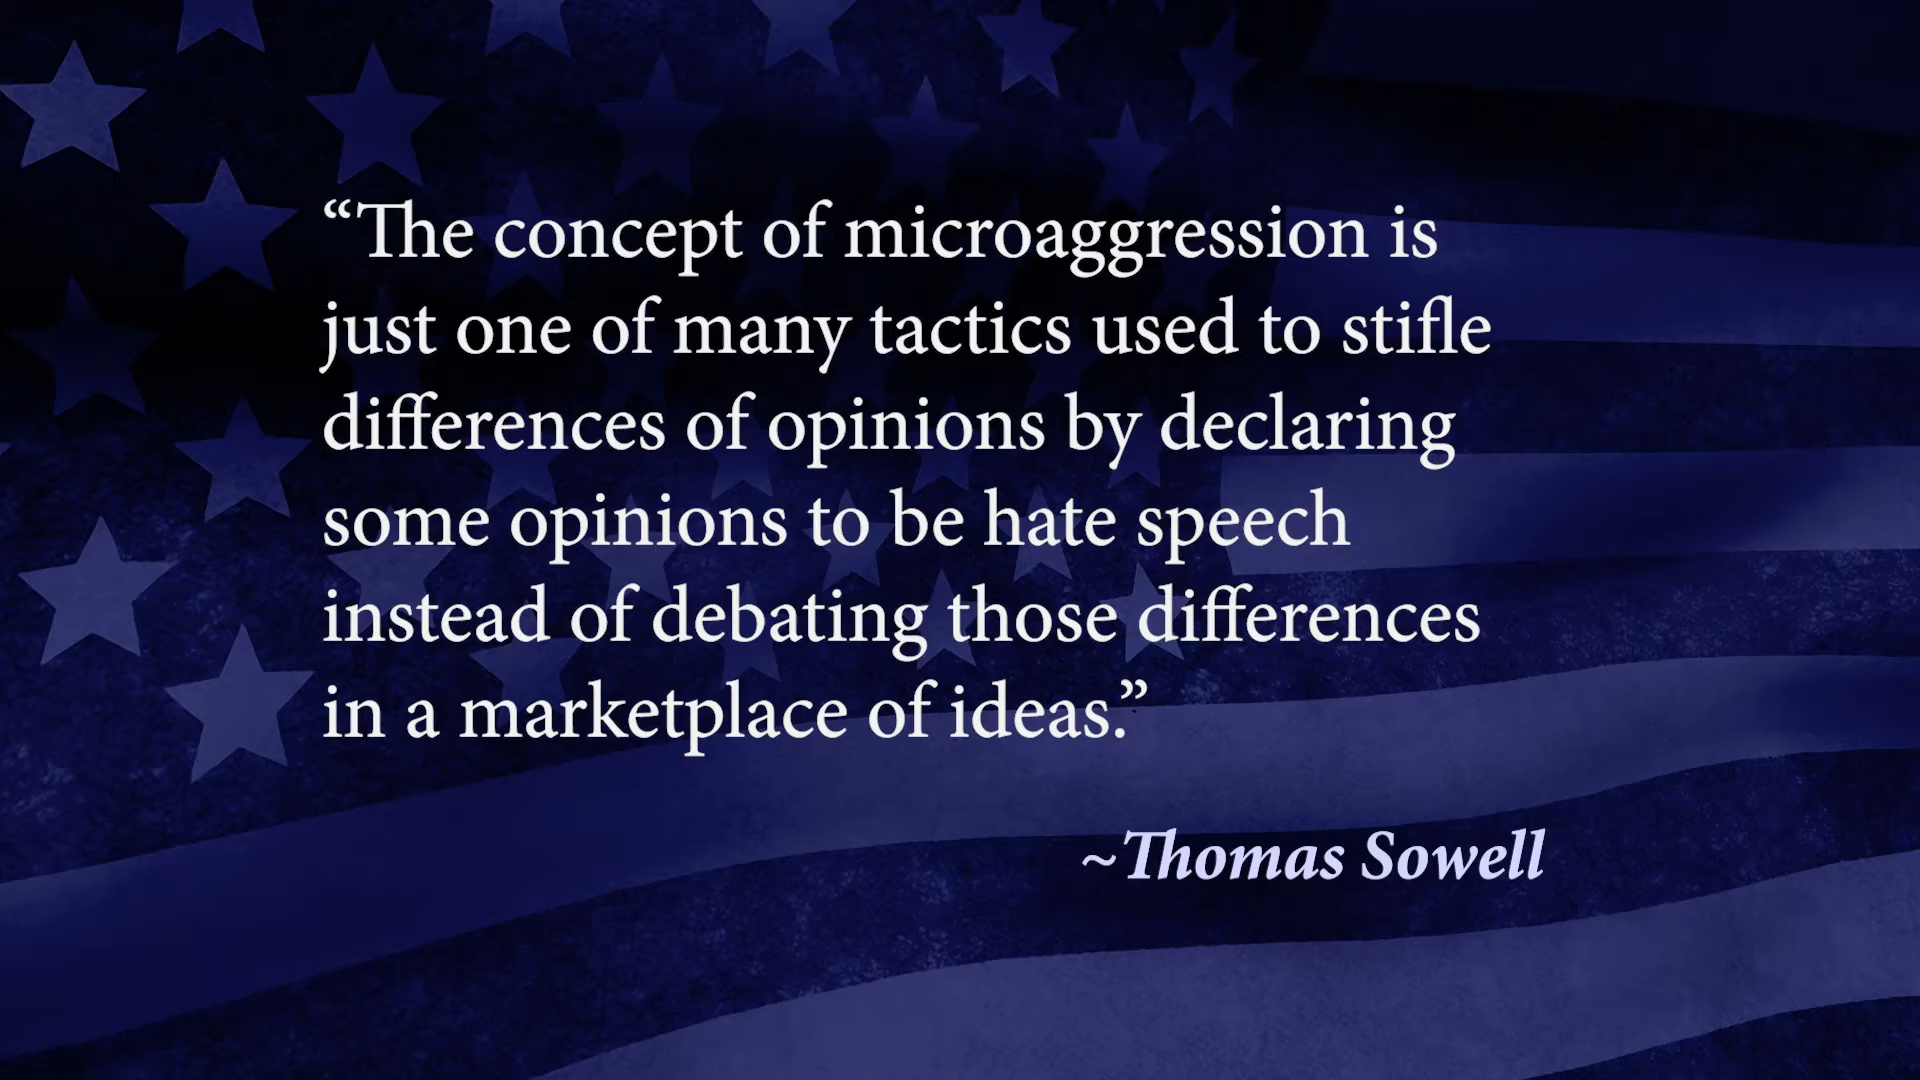 “The concept of microaggression is
just one of many tactics used to stifle
differences of opinions by declaring
some opinions to be hate speech
instead of debating those differences
in a marketplace of ideas.”
~Thomas Sowell